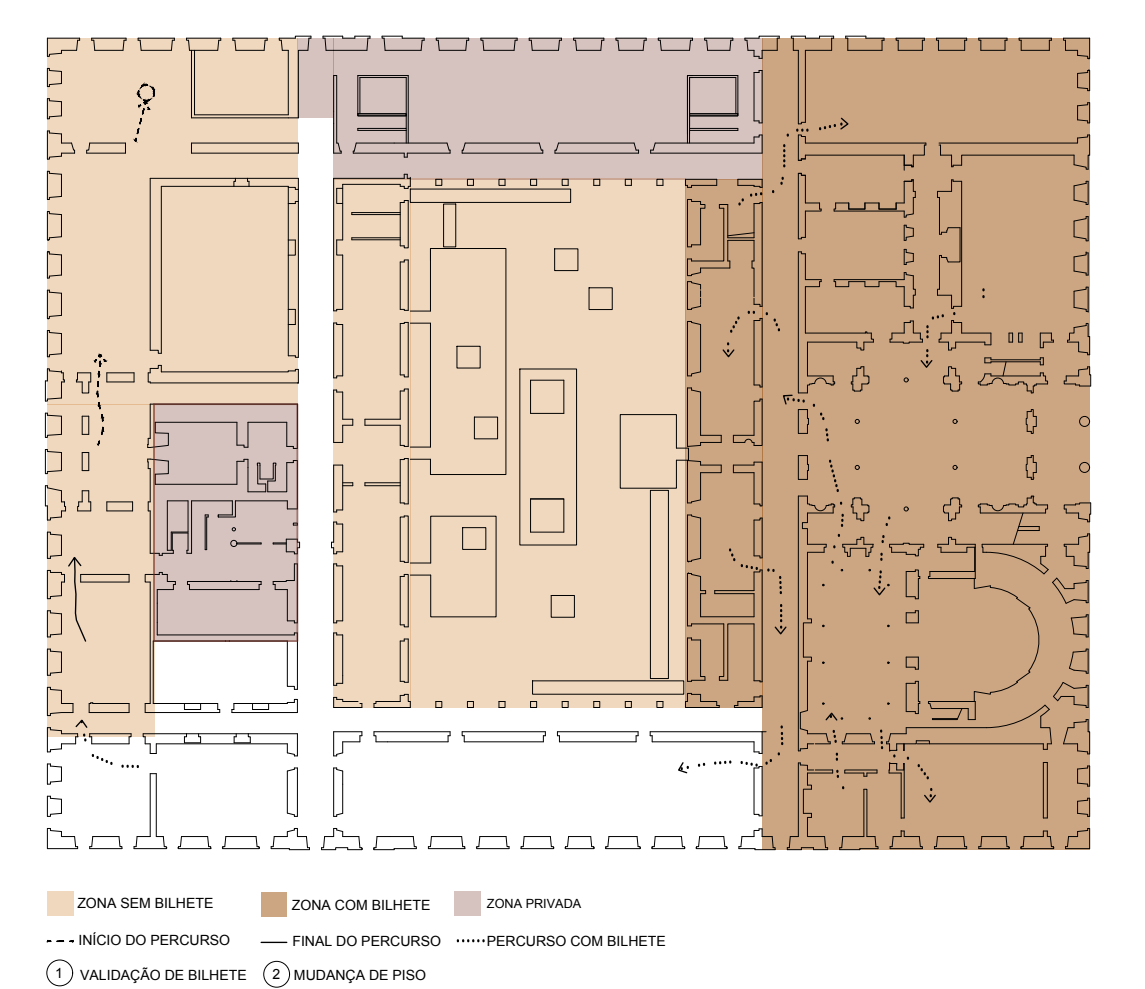 ZONA SEM BILHETE ZONA COM BILHETE ZONA PRIVADA
INÍCIO DO PERCURSO FINAL DO PERCURSO PERCURSO COM BILHETE
1 VALIDAÇÃO DE BILHETE 2 MUDANÇA DE PISO